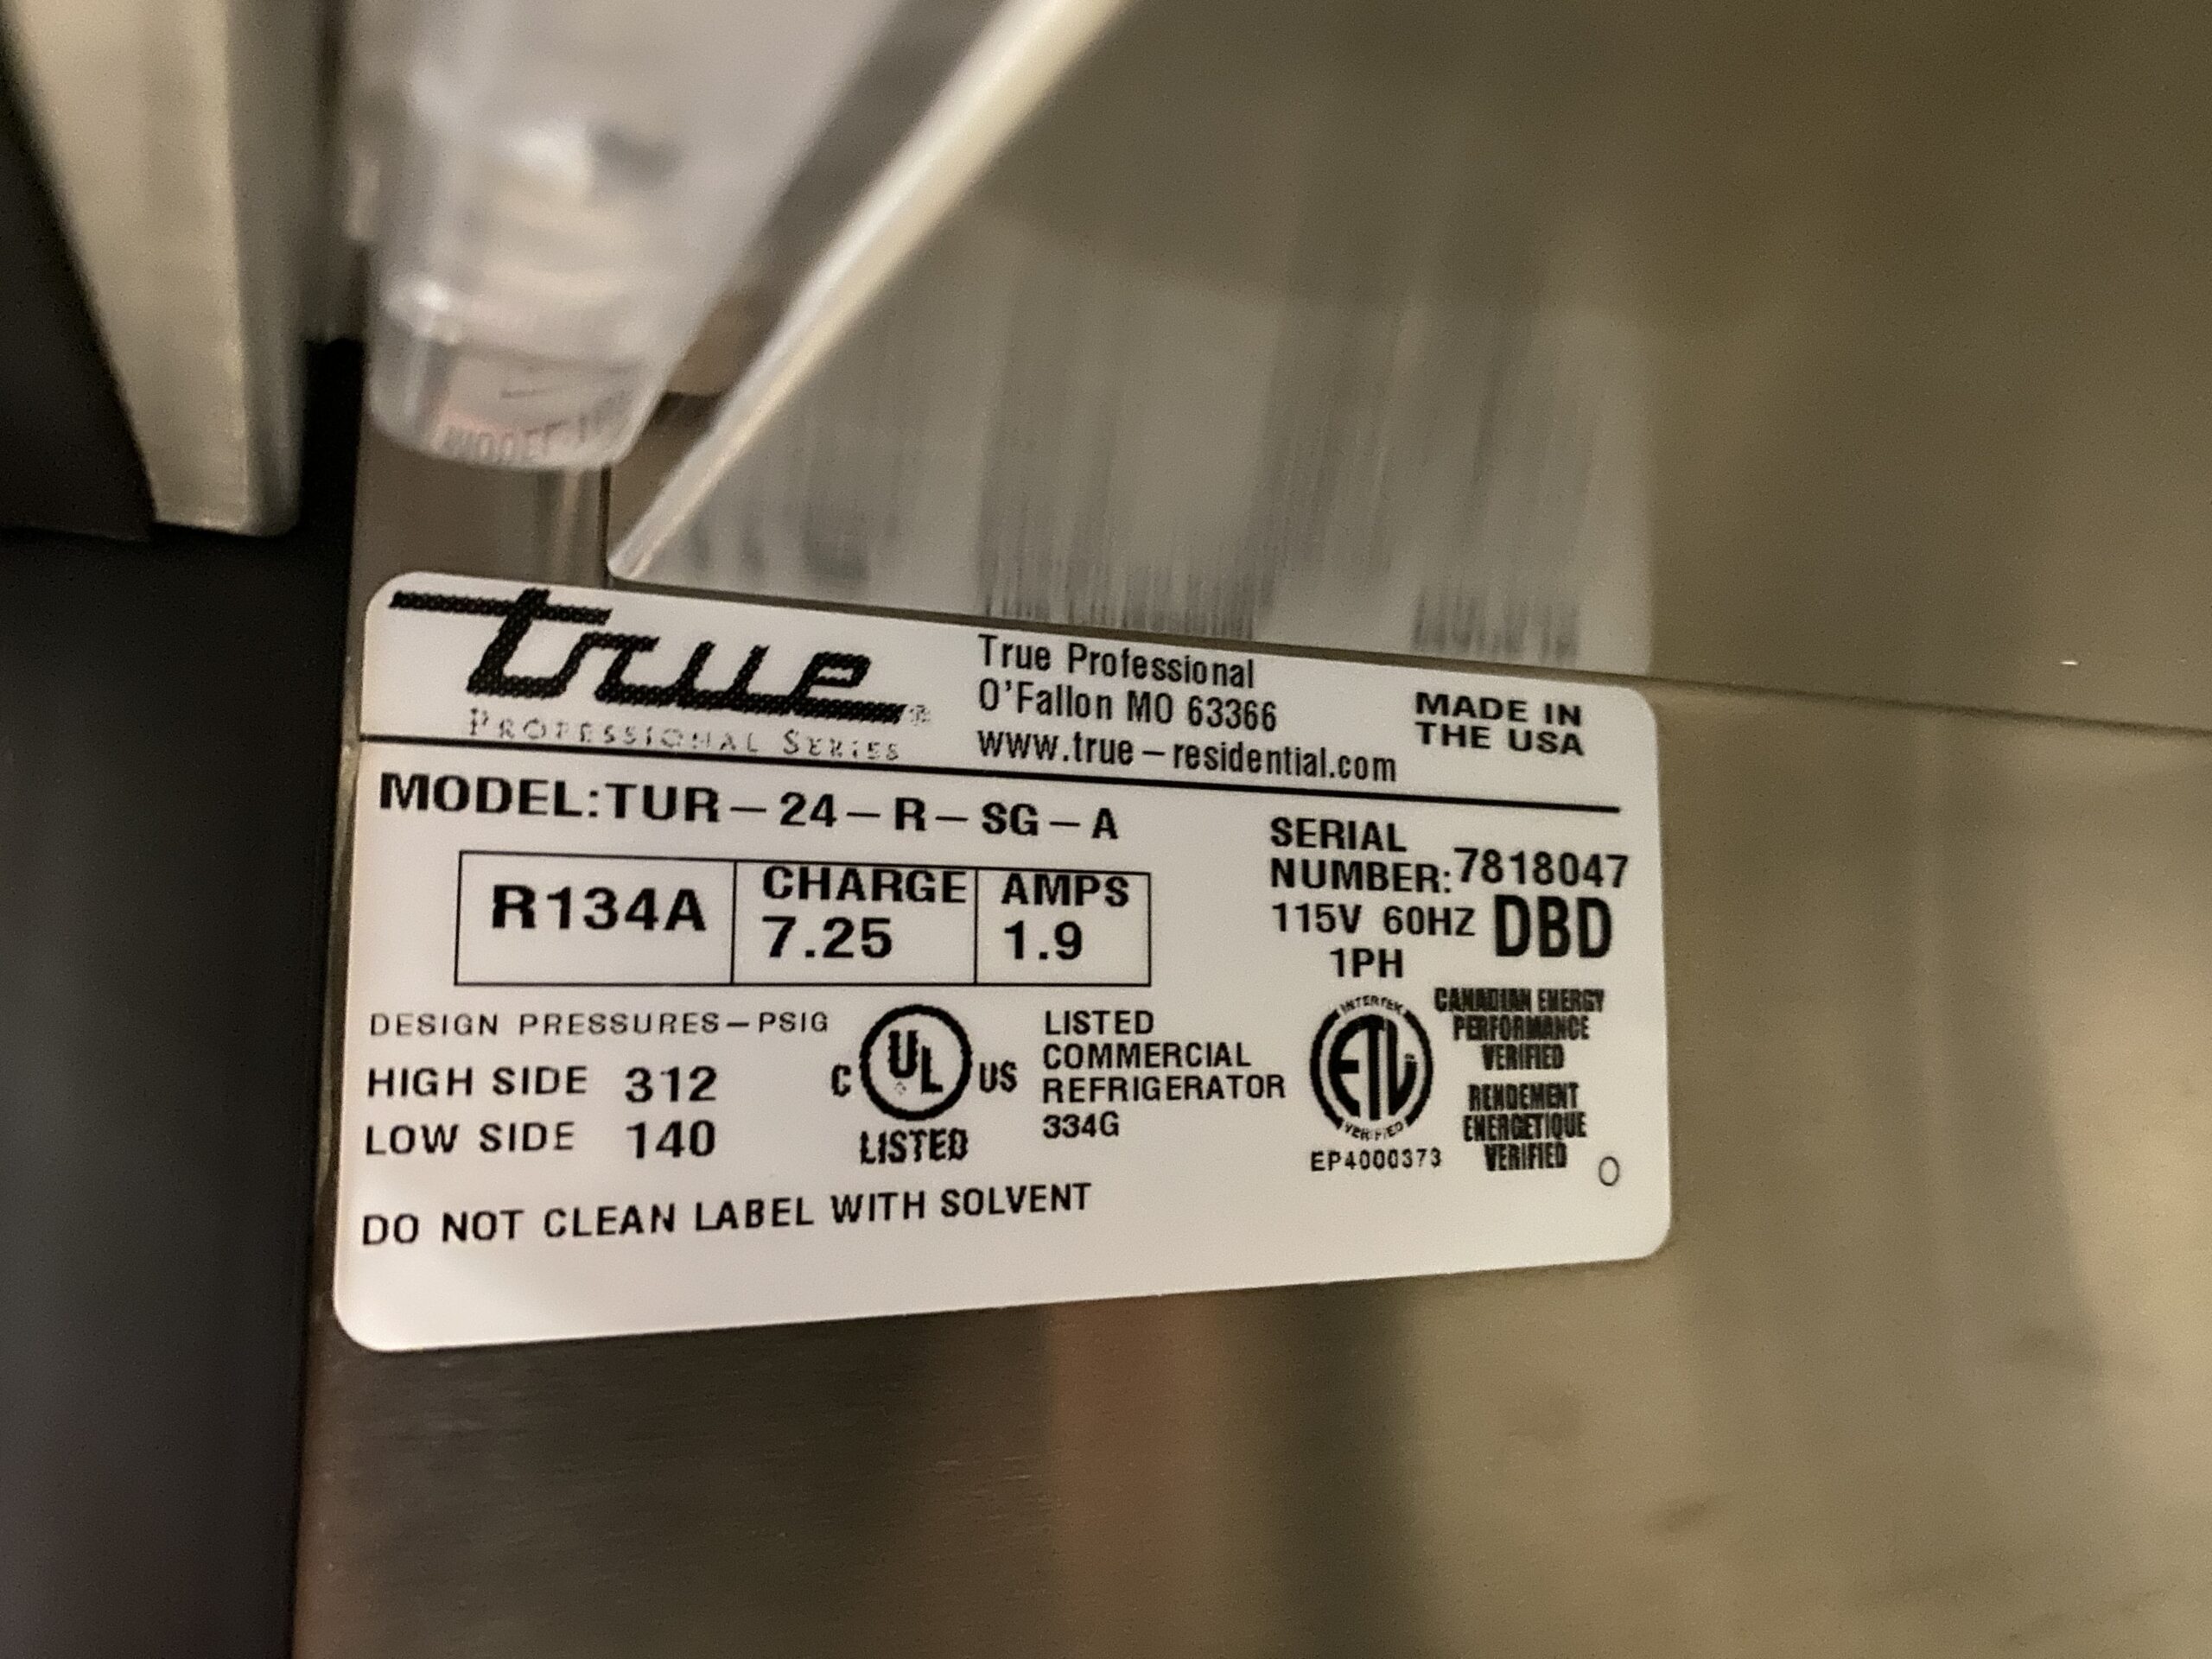 true®
PROFESSIONAL SERIES
True Professional
O'Fallon MO 63366
www.true-residential.com
MADE IN
THE USA
MODEL:TUR-24-R-SG-A
SERIAL
NUMBER:7818047
115V 60HZ DBD
1PH
R134A
CHARGE
7.25
AMPS
1.9
DESIGN PRESSURES-PSIG
HIGH SIDE 312
LOW SIDE 140
C UL US
LISTED
LISTED
COMMERCIAL
REFRIGERATOR
334G
INTERTEK
ETL
VERIFIED
EP4000373
CANADIAN ENERGY
PERFORMANCE
VERIFIED
RENDEMENT
ENERGETIQUE
VERIFIED
O
DO NOT CLEAN LABEL WITH SOLVENT